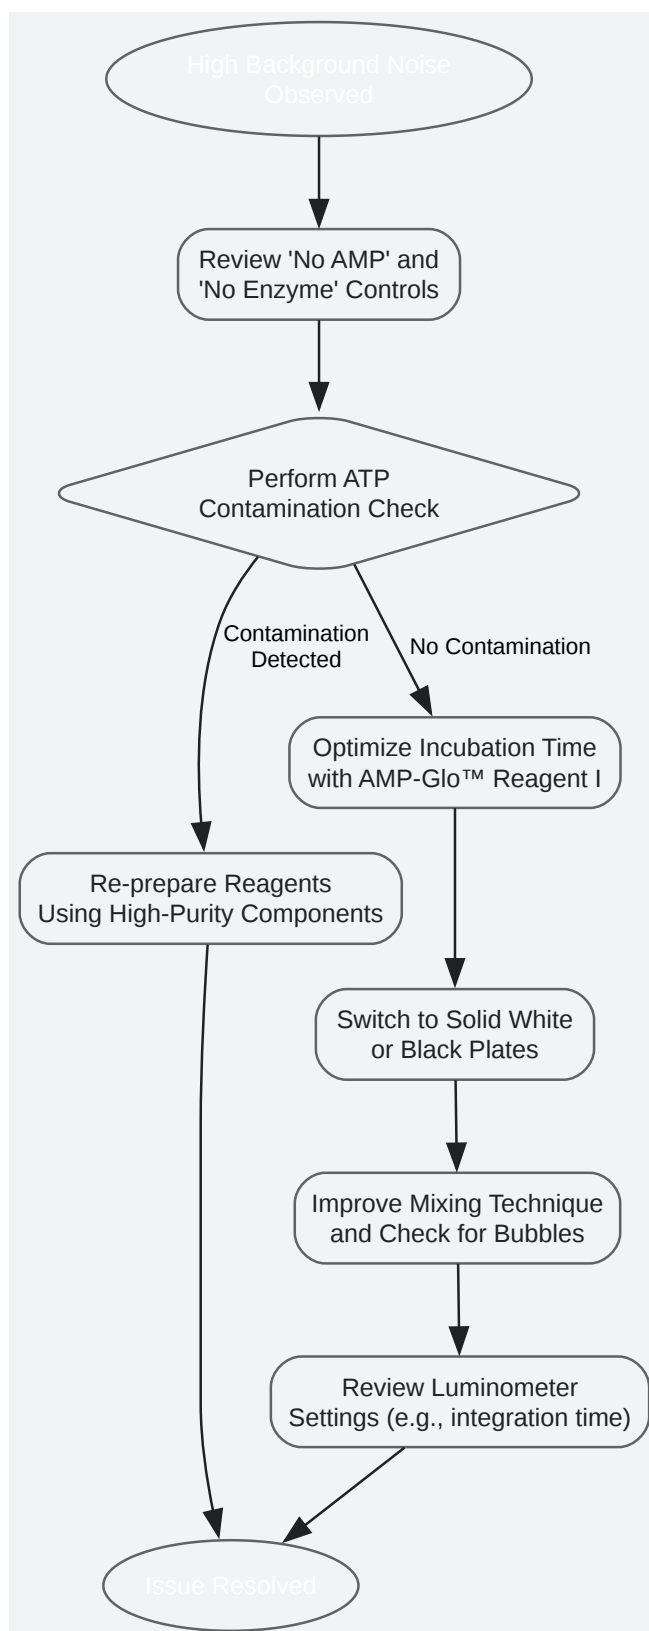 High Background Noise
Observed
Review 'No AMP' and
'No Enzyme' Controls
Perform ATP
Contamination Check
Contamination
Detected
No Contamination
Optimize Incubation Time
with AMP-Glo™ Reagent I
Re-prepare Reagents
Using High-Purity Components
Switch to Solid White
or Black Plates
Improve Mixing Technique
and Check for Bubbles
Review Luminometer
Settings (e.g., integration time)
Issue Resolved